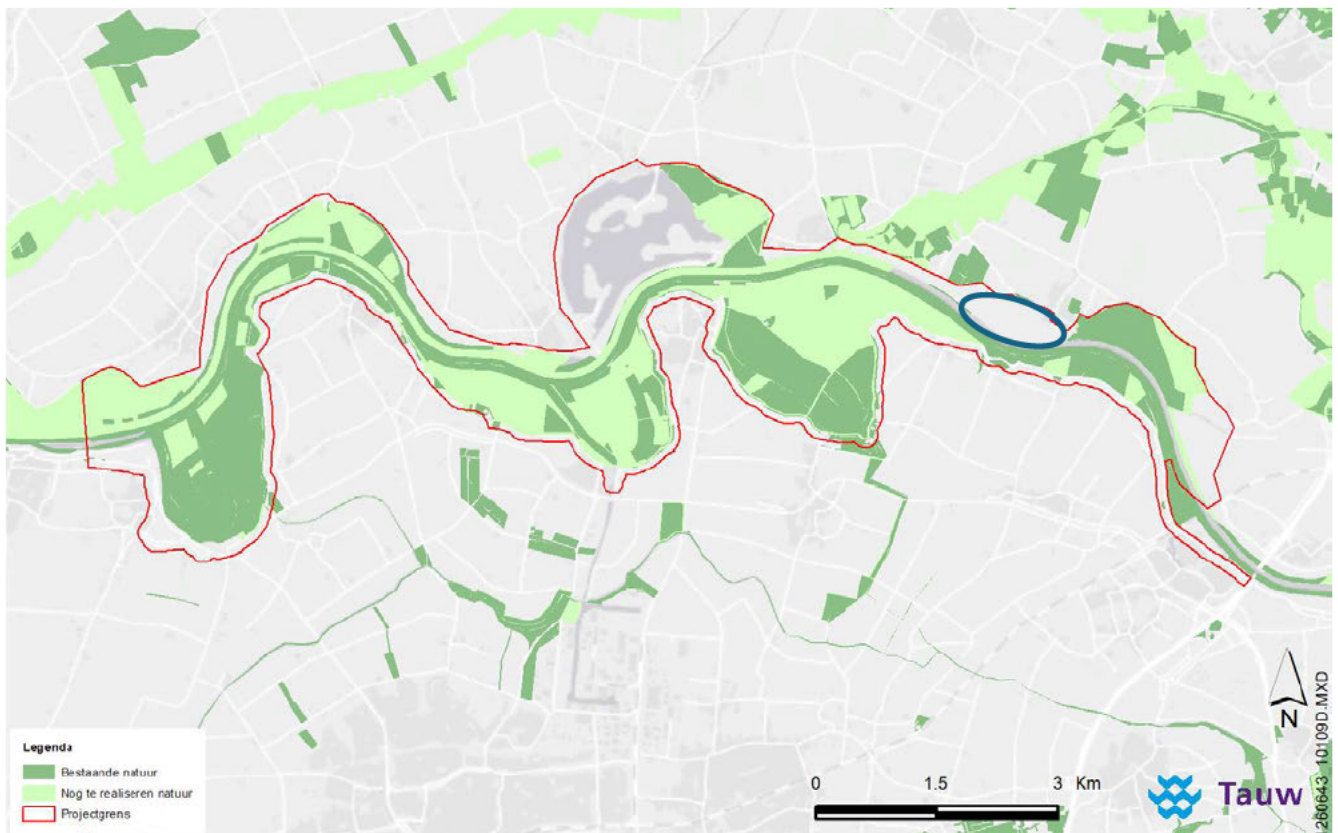 Legenda
Bestaande natuur
Nog te realiseren natuur
Projectgrens
0 1.5 3 Km
N
Tauw
260643_10109D.MXD